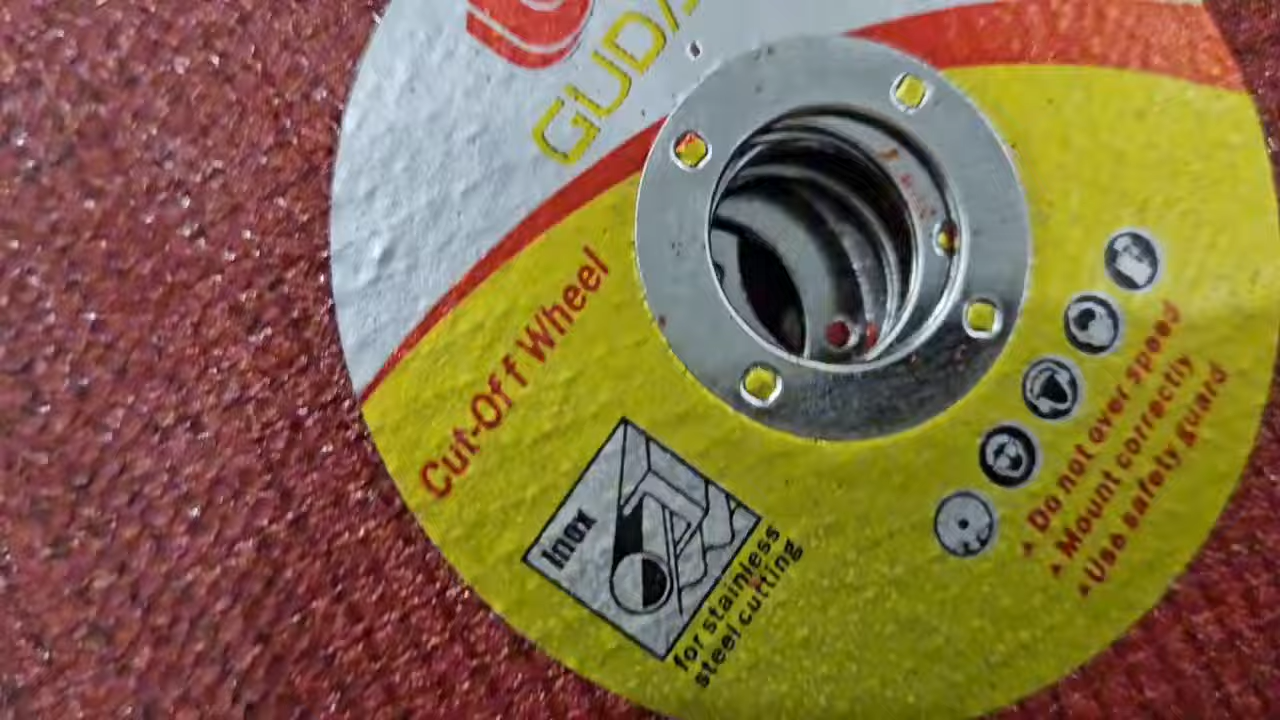 Cut-Off Wheel
Inox
for stainless
steel cutting
▲ Do not over speed
▲ Mount correctly
▲ Use safety guard